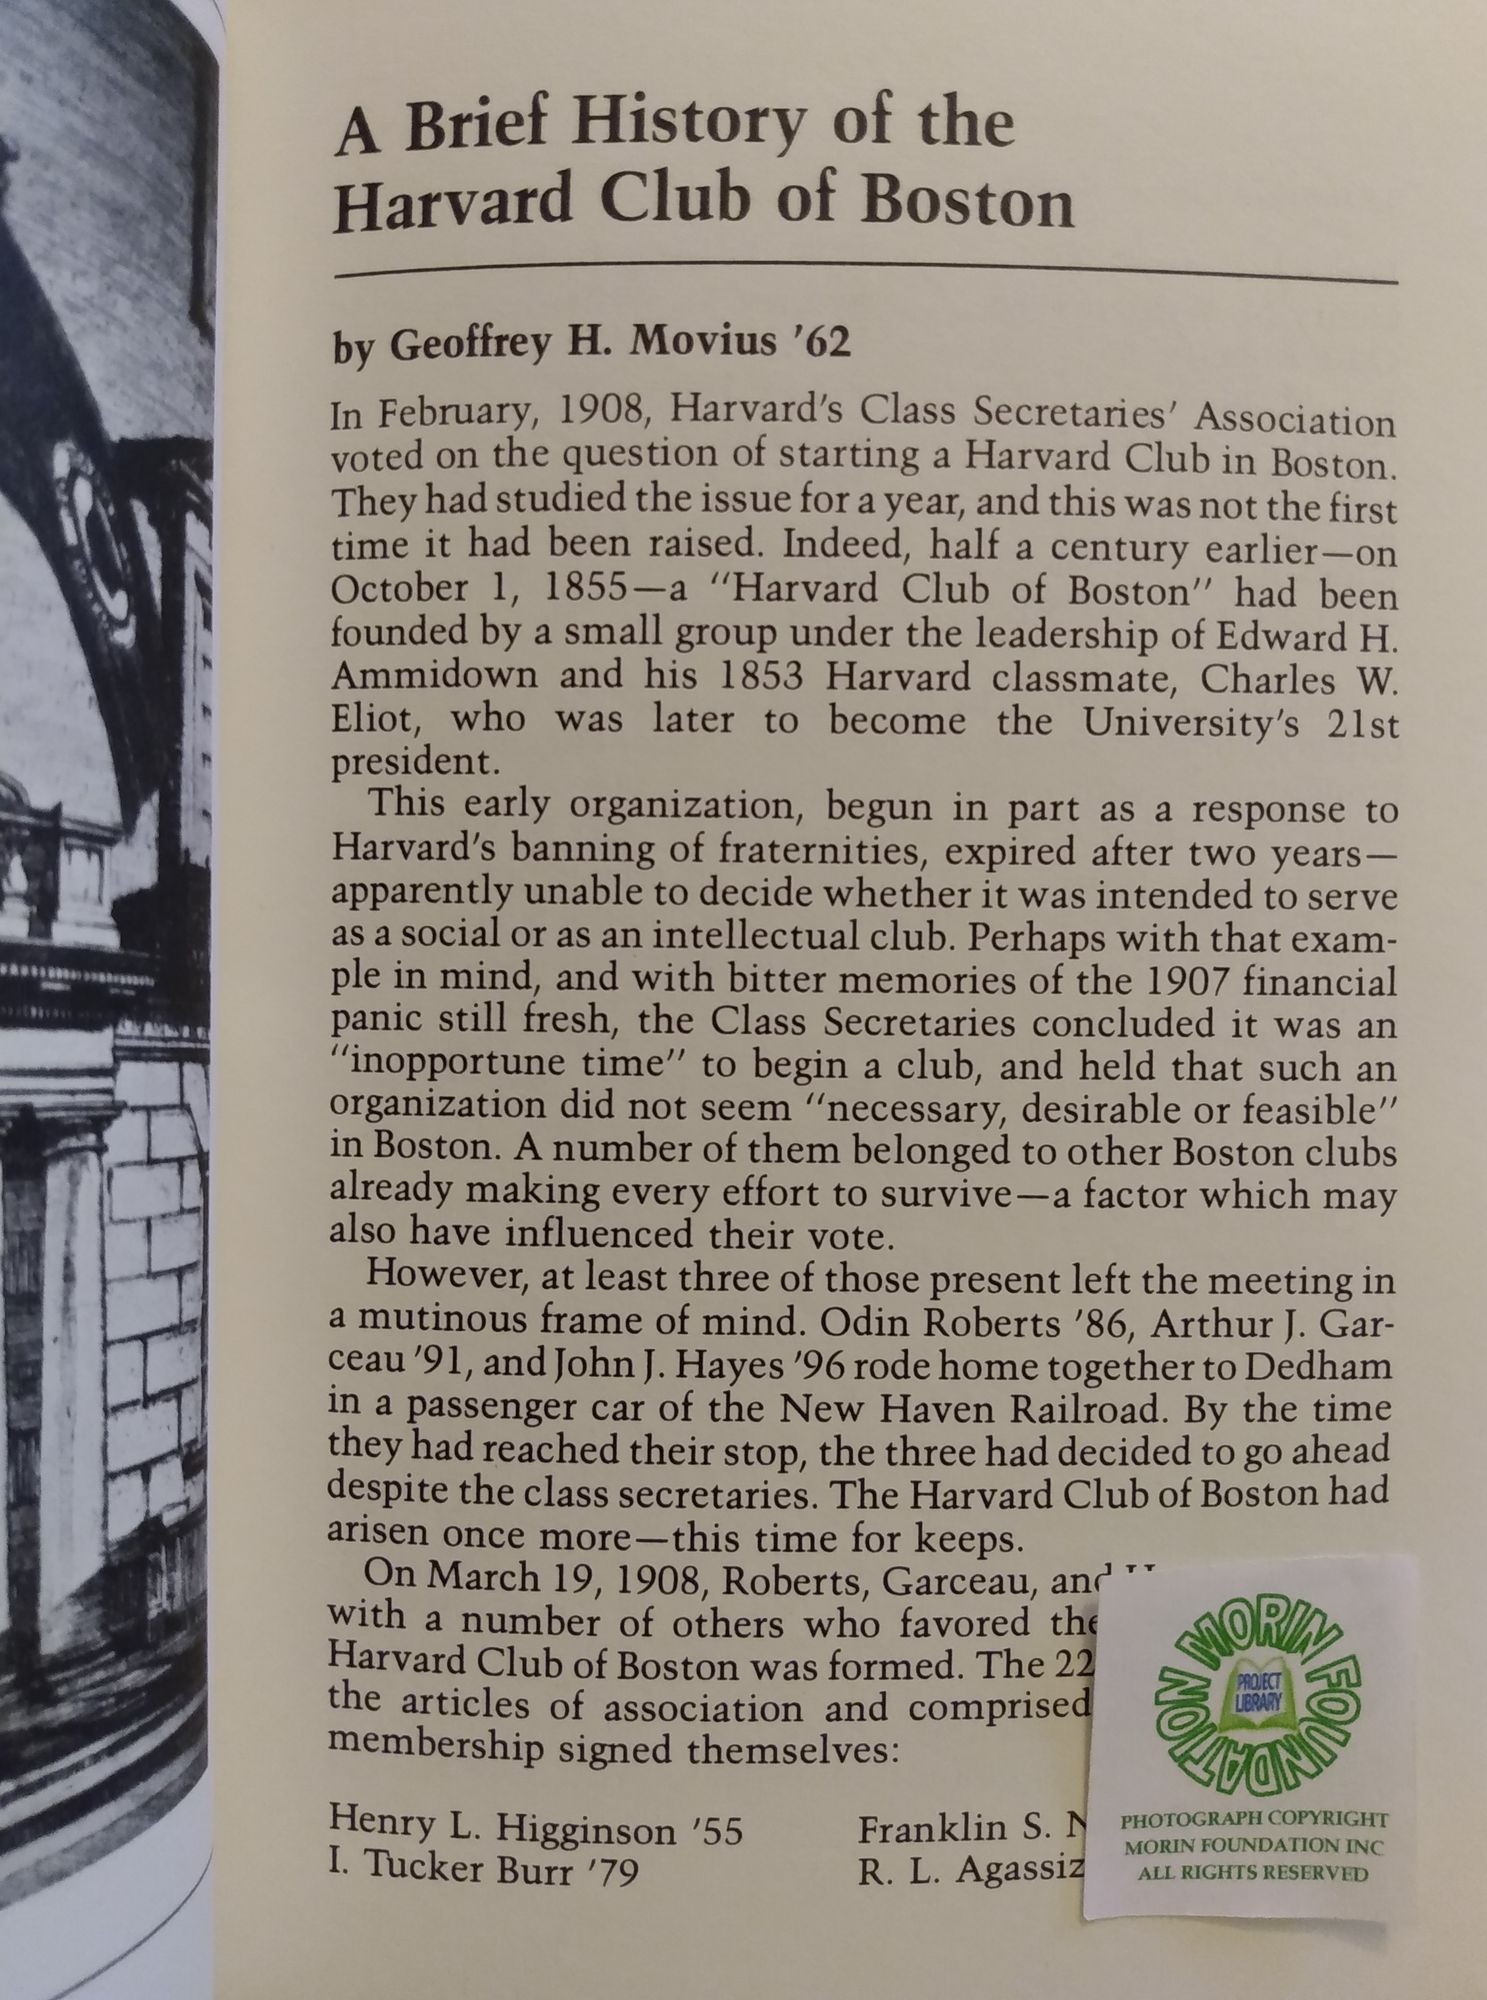 A Brief History of the
Harvard Club of Boston
by Geoffrey H. Movius '62
In February, 1908, Harvard's Class Secretaries' Association
voted on the question of starting a Harvard Club in Boston.
They had studied the issue for a year, and this was not the first
time it had been raised. Indeed, half a century earlier—on
October 1, 1855—a "Harvard Club of Boston" had been
founded by a small group under the leadership of Edward H.
Ammidown and his 1853 Harvard classmate, Charles W.
Eliot, who was later to become the University's 21st
president.
This early organization, begun in part as a response to
Harvard's banning of fraternities, expired after two years—
apparently unable to decide whether it was intended to serve
as a social or as an intellectual club. Perhaps with that exam-
ple in mind, and with bitter memories of the 1907 financial
panic still fresh, the Class Secretaries concluded it was an
"inopportune time" to begin a club, and held that such an
organization did not seem "necessary, desirable or feasible"
in Boston. A number of them belonged to other Boston clubs
already making every effort to survive—a factor which may
also have influenced their vote.
However, at least three of those present left the meeting in
a mutinous frame of mind. Odin Roberts '86, Arthur J. Gar-
ceau '91, and John J. Hayes '96 rode home together to Dedham
in a passenger car of the New Haven Railroad. By the time
they had reached their stop, the three had decided to go ahead
despite the class secretaries. The Harvard Club of Boston had
arisen once more—this time for keeps.
On March 19, 1908, Roberts, Garceau, and
with a number of others who favored the
Harvard Club of Boston was formed. The 22
the articles of association and comprised
membership signed themselves:
Henry L. Higginson '55
I. Tucker Burr '79
Franklin S.
R. L. Agassiz
MORIN FOUNDATION
PROJECT
LIBRARY
PHOTOGRAPH COPYRIGHT
MORIN FOUNDATION INC
ALL RIGHTS RESERVED